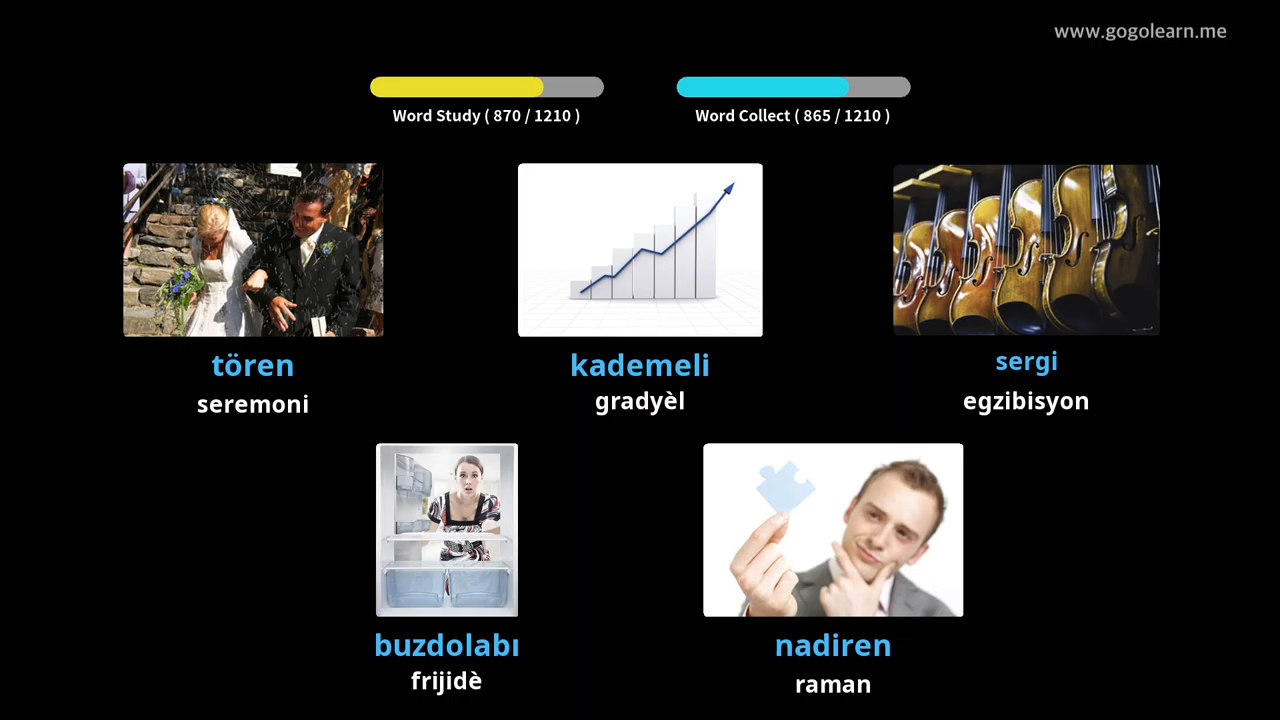 www.gogolearn.me
Word Study ( 870 / 1210 )
Word Collect ( 865 / 1210 )
tören
kademeli
sergi
seremoni
gradyèl
egzibisyon
buzdolabı
nadiren
frijidè
raman